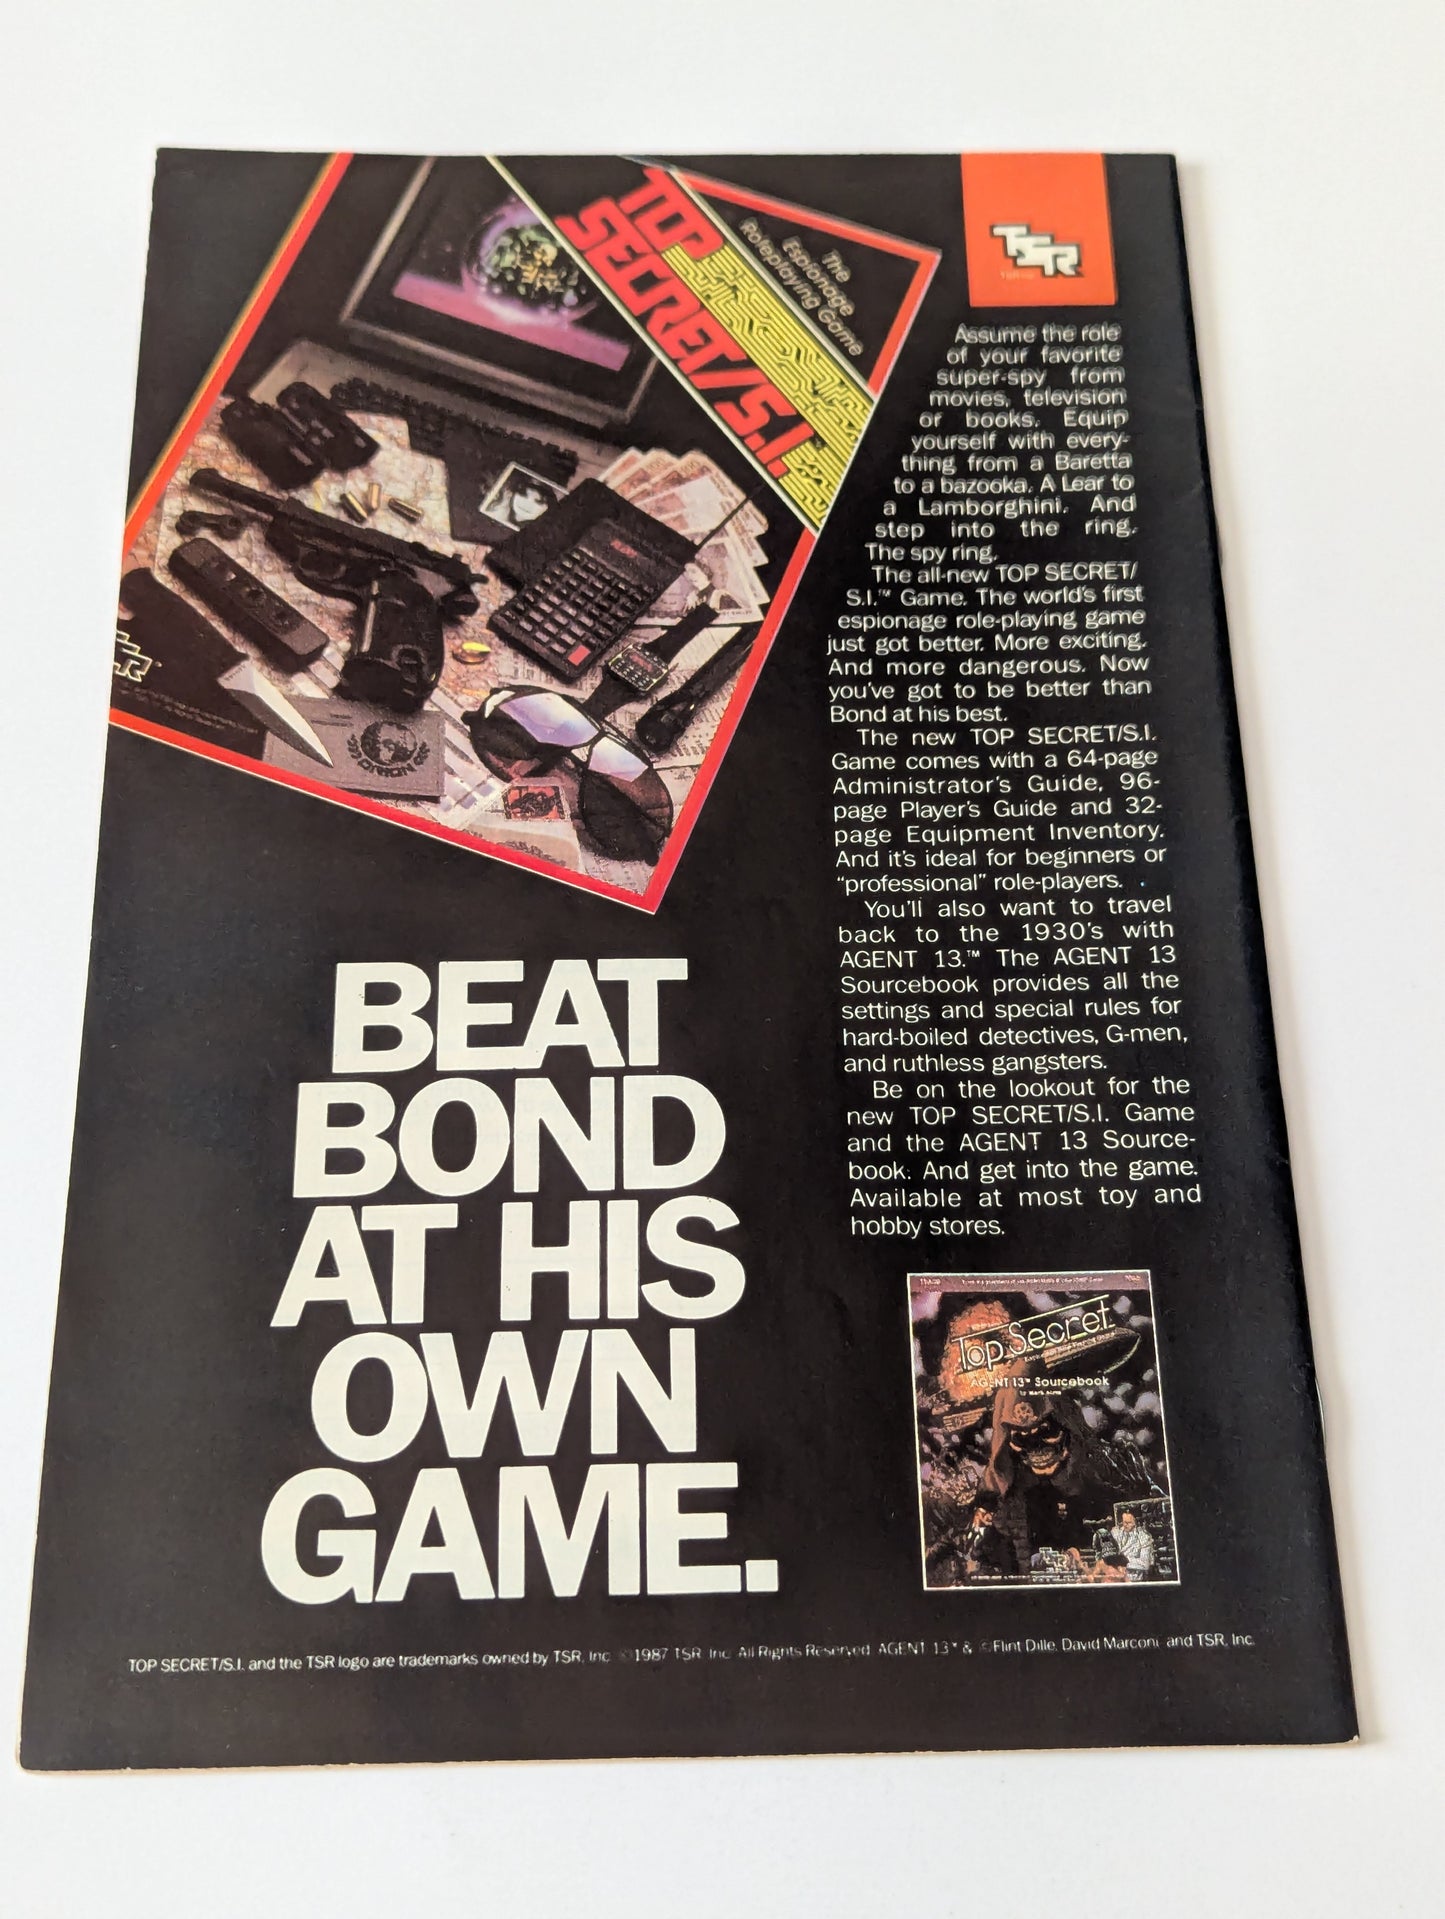 TOP
SECRET/S.I.
The
Espionage
Roleplaying Game
TSR
ORION
BEAT
BOND
AT HIS
OWN
GAME.
Assume the role
of your favorite
super-spy from
movies, television
or books. Equip
yourself with every-
thing from a Baretta
to a bazooka. A Lear to
a Lamborghini. And
step into the ring.
The spy ring.
The all-new TOP SECRET/
S.I.™ Game. The world's first
espionage role-playing game
just got better. More exciting.
And more dangerous. Now
you've got to be better than
Bond at his best.
The new TOP SECRET/S.I.
Game comes with a 64-page
Administrator's Guide, 96-
page Player's Guide and 32-
page Equipment Inventory.
And it's ideal for beginners or
"professional" role-players.
You'll also want to travel
back to the 1930's with
AGENT 13.™ The AGENT 13
Sourcebook provides all the
settings and special rules for
hard-boiled detectives, G-men,
and ruthless gangsters.
Be on the lookout for the
new TOP SECRET/S.I. Game
and the AGENT 13 Source-
book. And get into the game.
Available at most toy and
hobby stores.
Top Secret
AGENT 13™ Sourcebook
TSR
TOP SECRET/S.I. and the TSR logo are trademarks owned by TSR, Inc. ©1987 TSR, Inc. All Rights Reserved. AGENT 13™ & ©Flint Dille, David Marconi and TSR, Inc.